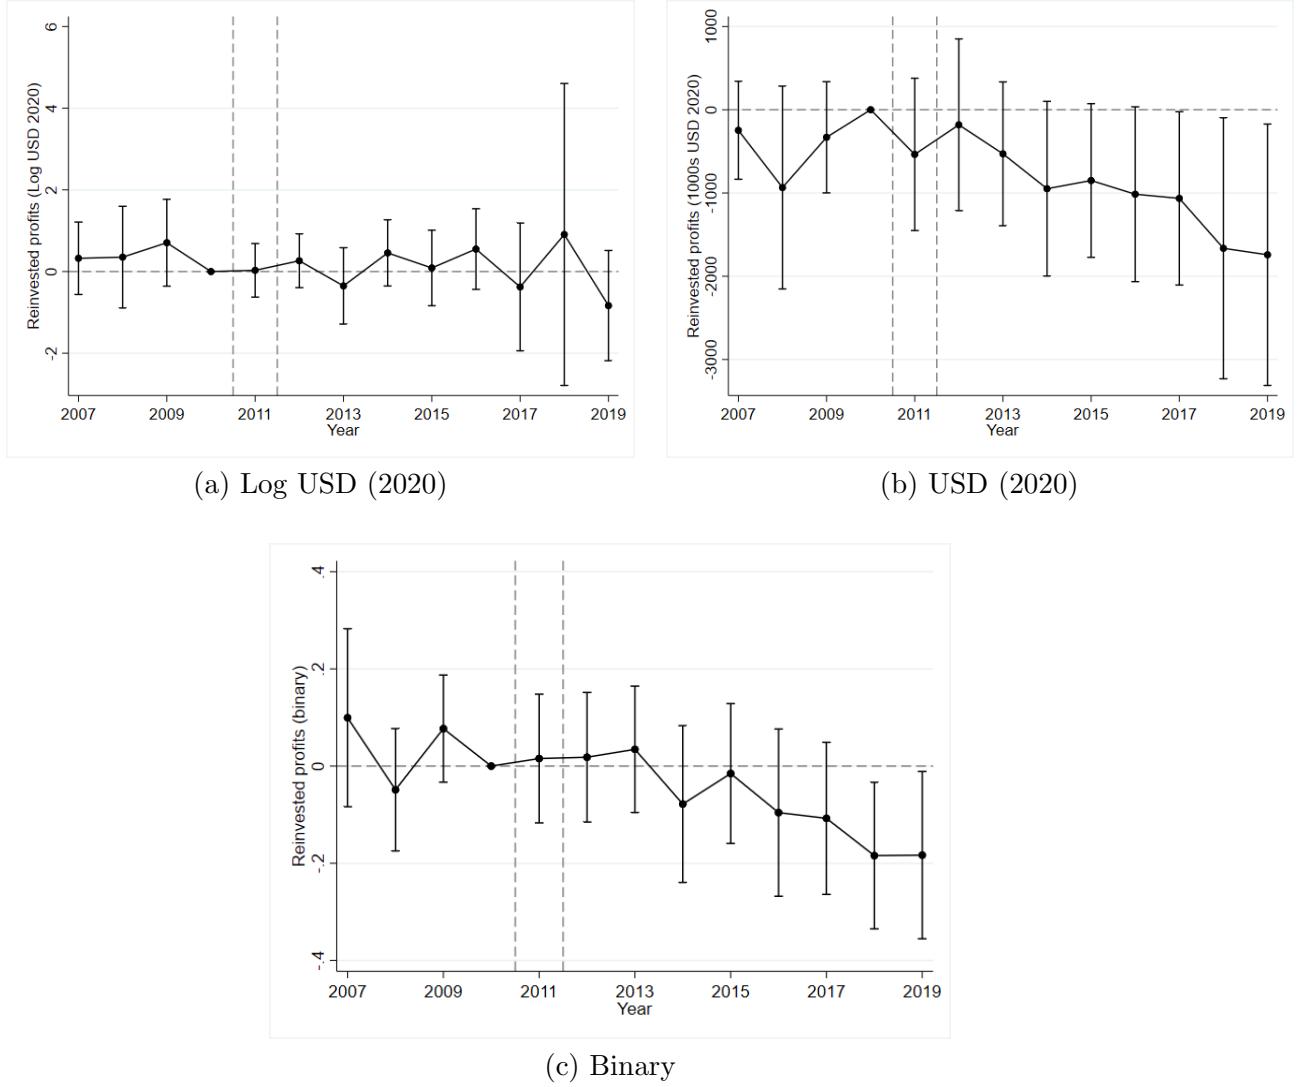 Reinvested profits (Log USD 2020)
6
4
2
0
-2
2007 2009 2011 2013 2015 2017 2019
Year
(a) Log USD (2020)
Reinvested profits (1000s USD 2020)
1000
0
-1000
-2000
-3000
2007 2009 2011 2013 2015 2017 2019
Year
(b) USD (2020)
Reinvested profits (binary)
.4
.2
0
-.2
-.4
2007 2009 2011 2013 2015 2017 2019
Year
(c) Binary